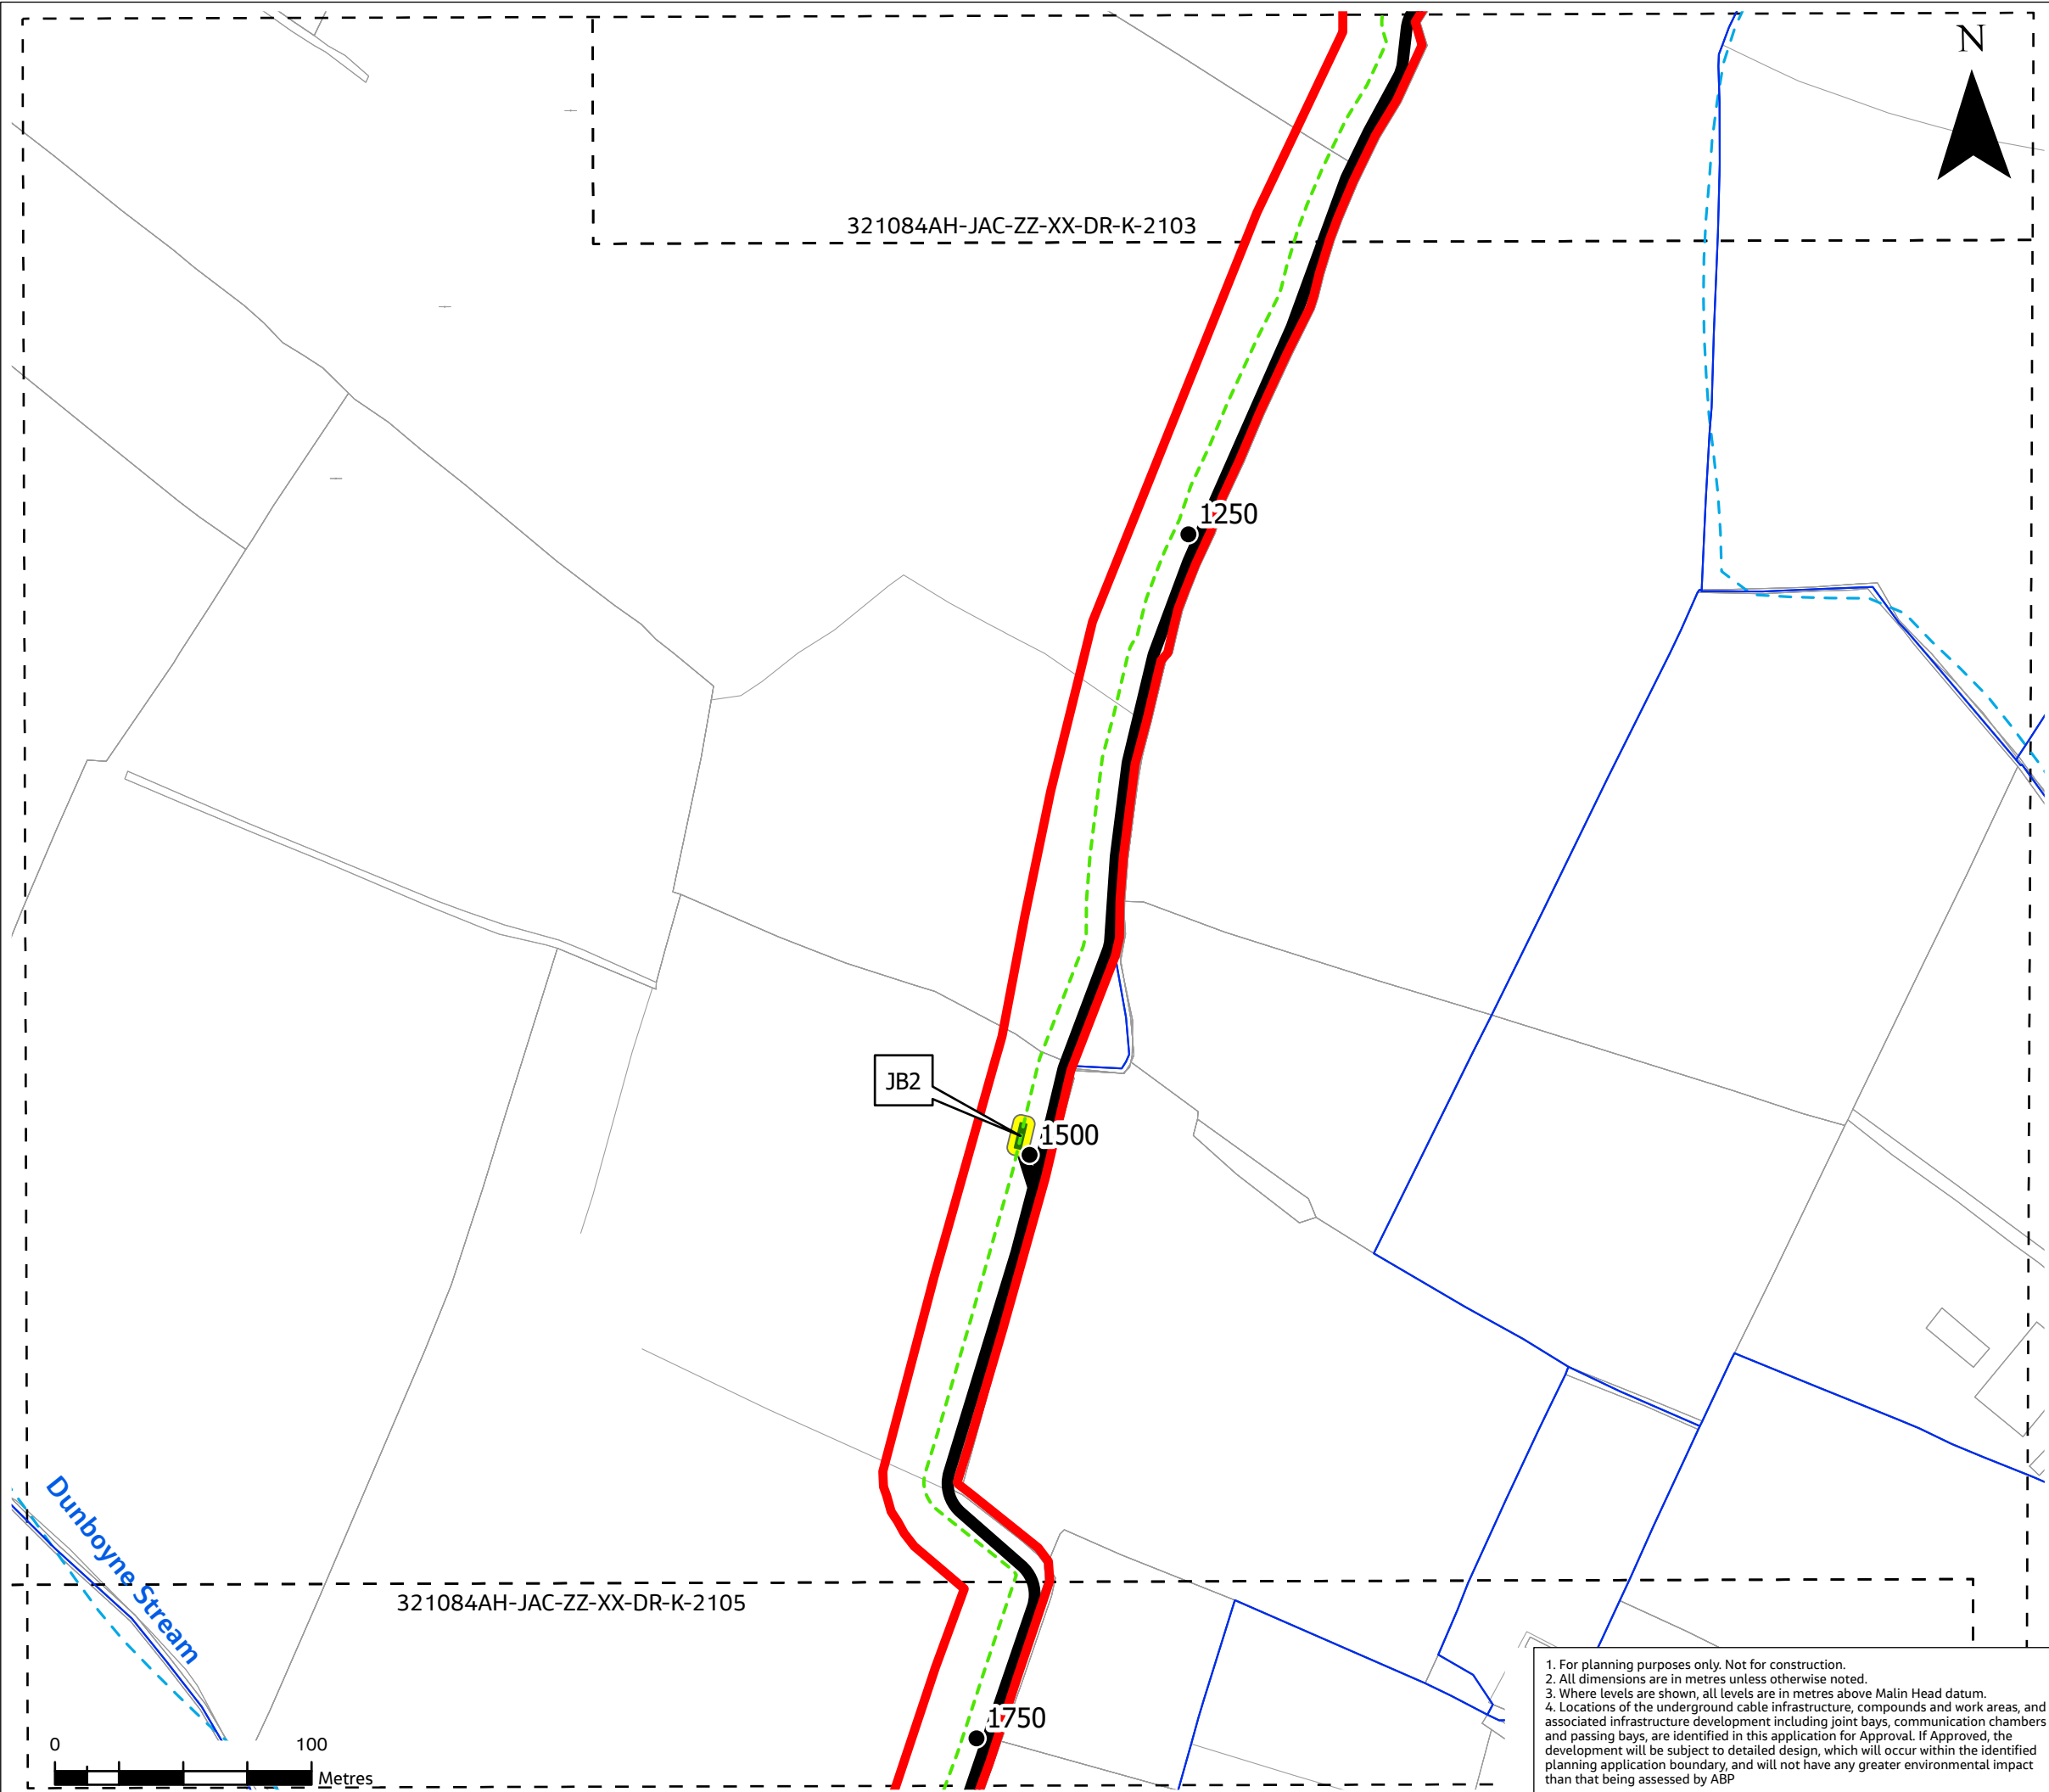 N
321084AH-JAC-ZZ-XX-DR-K-2103
1250
JB2
1500
Dunboyne Stream
321084AH-JAC-ZZ-XX-DR-K-2105
1750
0 100
Metres
1. For planning purposes only. Not for construction.
2. All dimensions are in metres unless otherwise noted.
3. Where levels are shown, all levels are in metres above Malin Head datum.
4. Locations of the underground cable infrastructure, compounds and work areas, and
associated infrastructure development including joint bays, communication chambers
and passing bays, are identified in this application for Approval. If Approved, the
development will be subject to detailed design, which will occur within the identified
planning application boundary, and will not have any greater environmental impact
than that being assessed by ABP